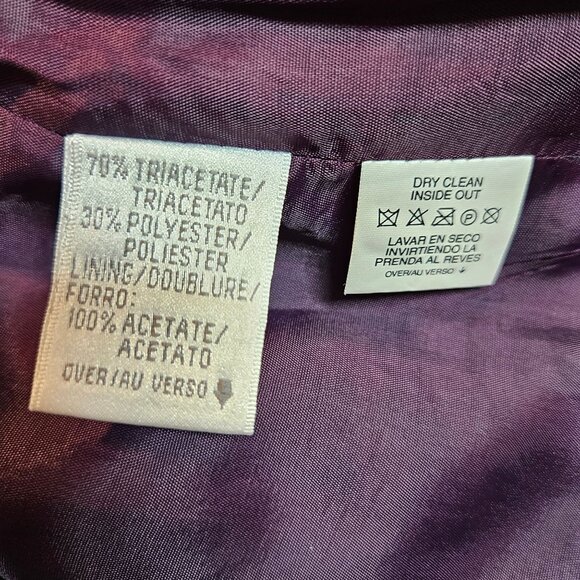 70% TRIACETATE/
TRIACETATO
30% POLYESTER/
POLIESTER
LINING/DOUBLURE/
FORRO:
100% ACETATE/
ACETATO
OVER/AU VERSO
DRY CLEAN
INSIDE OUT
P
LAVAR EN SECO
INVIRTIENDO LA
PRENDA AL REVES
OVER/AU VERSO